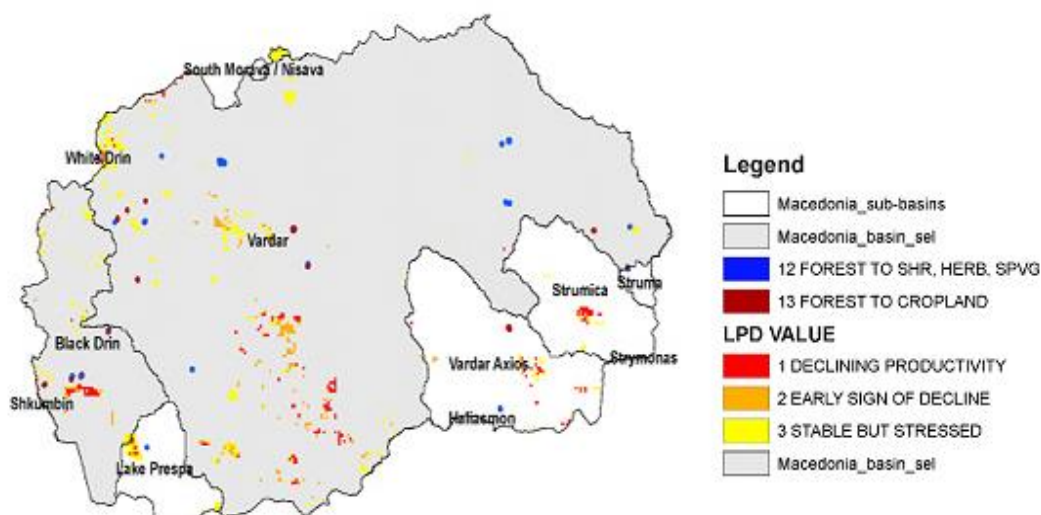 South Morava / Nisava
White Drin
Vardar
Struma
Strumica
Black Drin
Vardar Axios
Strymonas
d
Shkumbin
Haliasmon
Lake Prespa
Legend
Macedonia_sub-basins
Macedonia_basin_sel
12 FOREST TO SHR, HERB, SPVG
13 FOREST TO CROPLAND
LPD VALUE
1 DECLINING PRODUCTIVITY
2 EARLY SIGN OF DECLINE
3 STABLE BUT STRESSED
Macedonia_basin_sel